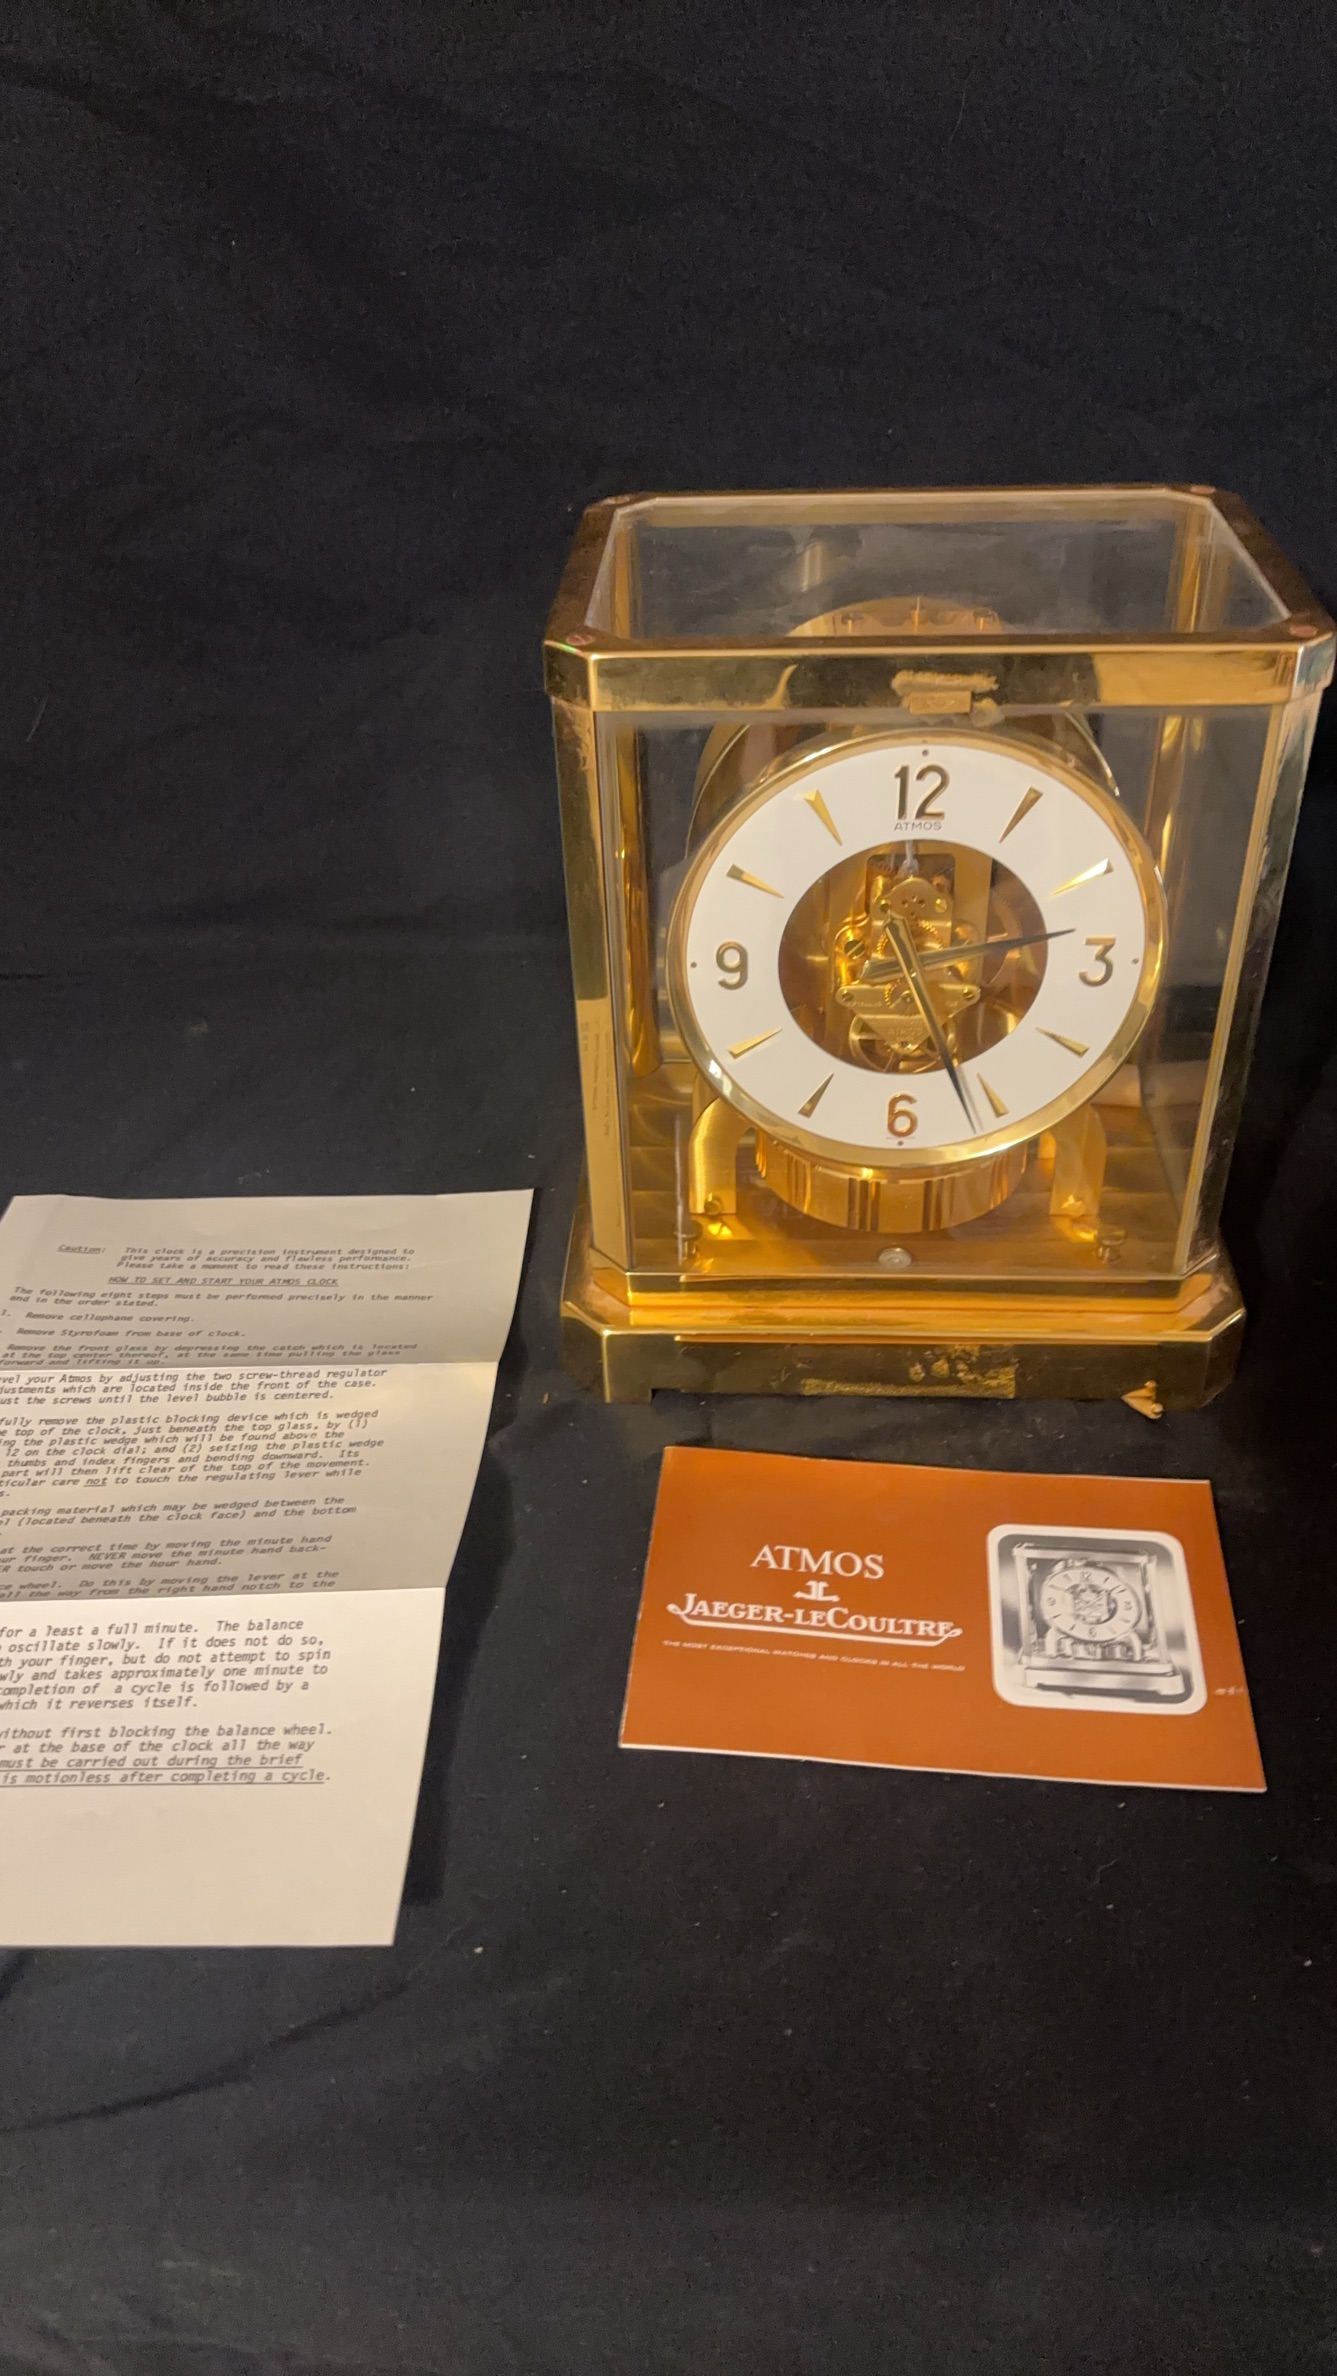 12
ATMOS
9
3
6
Caution: This clock is a precision instrument designed to
give years of accuracy and flawless performance.
Please take a moment to read these instructions:
HOW TO SET AND START YOUR ATMOS CLOCK
The following eight steps must be performed precisely in the manner
and in the order stated.
1. Remove cellophane covering.
Remove Styrofoam from base of clock.
Remove the front glass by depressing the catch which is located
at the top center thereof, at the same time pulling the glass
forward and lifting it up.
vel your Atmos by adjusting the two screw-thread regulator
justments which are located inside the front of the case.
ust the screws until the level bubble is centered.
fully remove the plastic blocking device which is wedged
e top of the clock, just beneath the top glass, by (1)
ing the plastic wedge which will be found above the
12 on the clock dial; and (2) seizing the plastic wedge
thumbs and index fingers and bending downward. Its
part will then lift clear of the top of the movement.
ticular care not to touch the regulating lever while
s.
packing material which may be wedged between the
el (located beneath the clock face) and the bottom
at the correct time by moving the minute hand
ur finger. NEVER move the minute hand back-
ER touch or move the hour hand.
ce wheel. Do this by moving the lever at the
all the way from the right hand notch to the
for a least a full minute. The balance
oscillate slowly. If it does not do so,
th your finger, but do not attempt to spin
wly and takes approximately one minute to
completion of a cycle is followed by a
which it reverses itself.
without first blocking the balance wheel.
r at the base of the clock all the way
must be carried out during the brief
is motionless after completing a cycle.
ATMOS
JAEGER-LECOULTRE
THE MOST EXCEPTIONAL WATCHES AND CLOCKS IN ALL THE WORLD